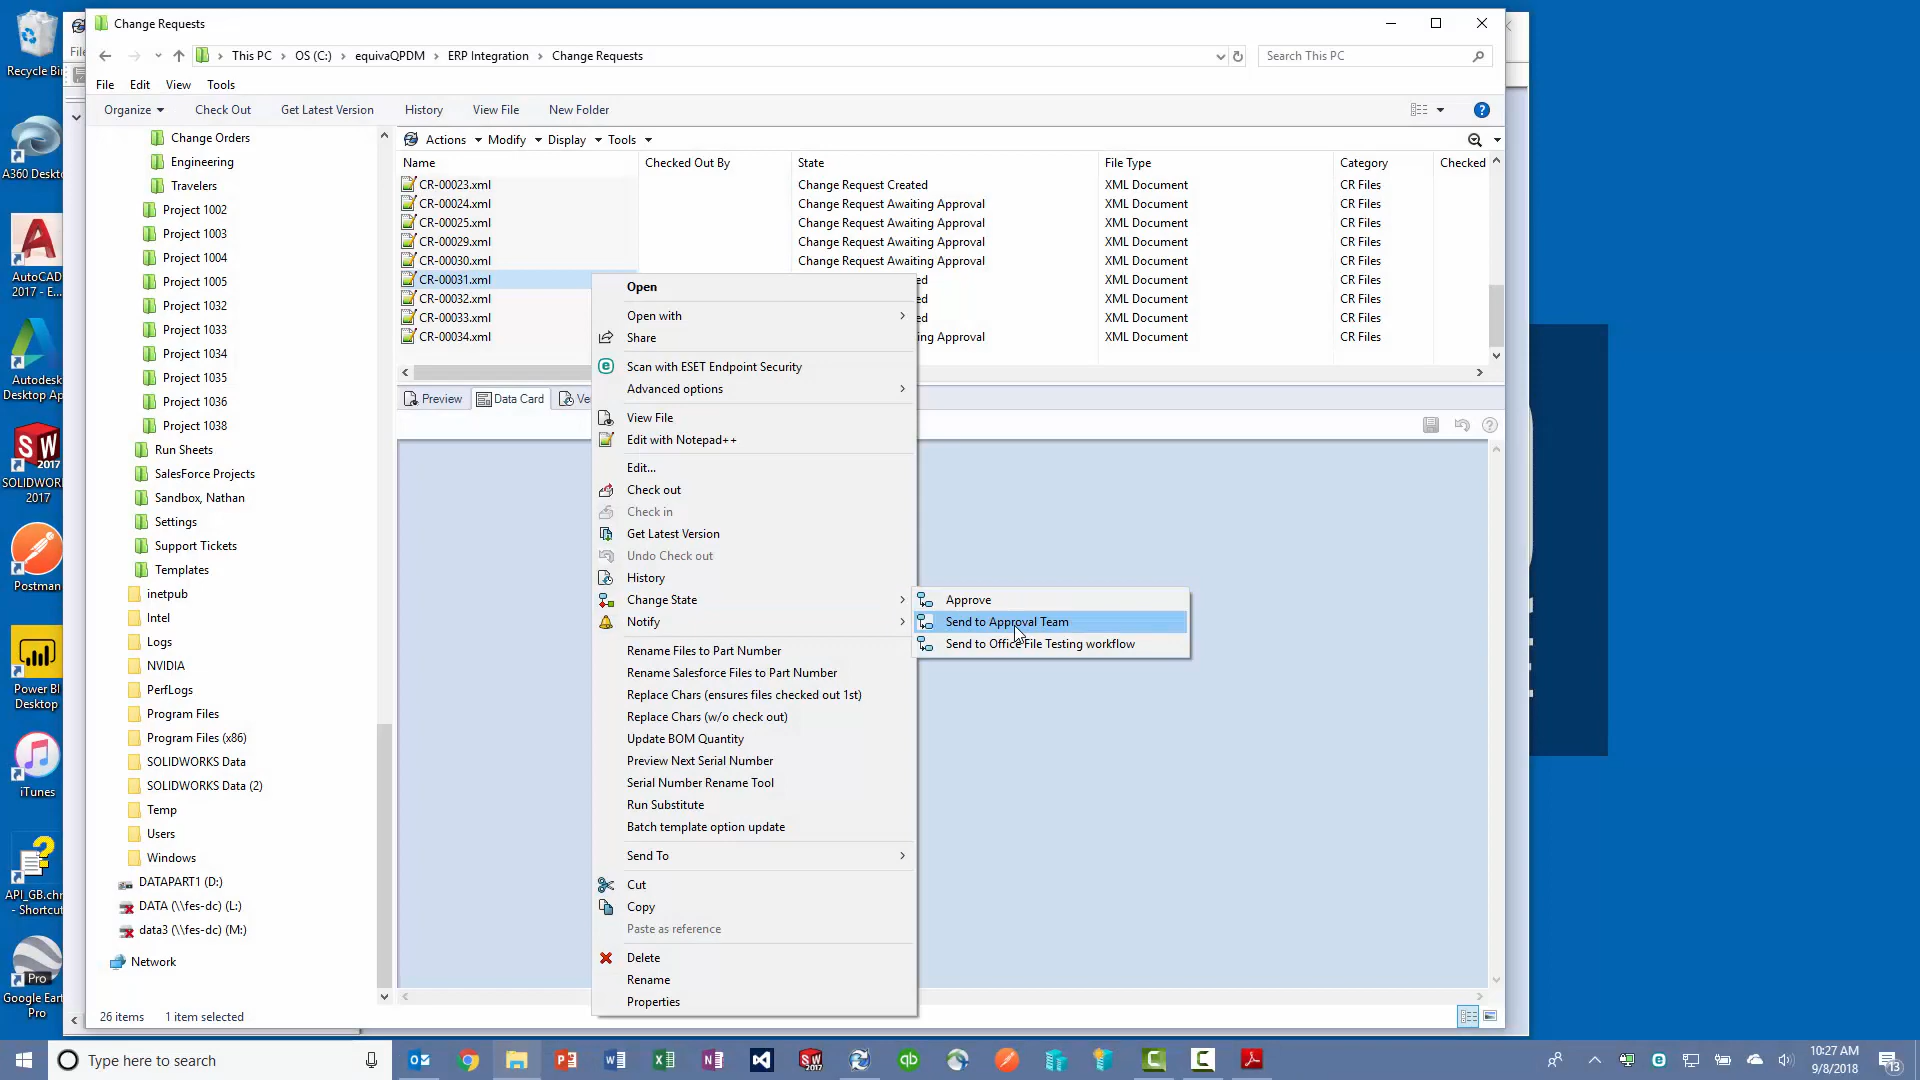 Recycle Bin
A360 Deskto
AutoCAD
2017 - E...
Autodesk
Desktop Ap
SOLIDWORK
2017
Postman
Power BI
Desktop
iTunes
API_GB.chm
- Shortcut
Pro
Google Eart
Pro
Change Requests
This PC > OS (C:) > equivaQPDM > ERP Integration > Change Requests
Search This PC
File Edit View Tools
Organize Check Out Get Latest Version History View File New Folder
Change Orders
Engineering
Travelers
Project 1002
Project 1003
Project 1004
Project 1005
Project 1032
Project 1033
Project 1034
Project 1035
Project 1036
Project 1038
Run Sheets
SalesForce Projects
Sandbox, Nathan
Settings
Support Tickets
Templates
inetpub
Intel
Logs
NVIDIA
PerfLogs
Program Files
Program Files (x86)
SOLIDWORKS Data
SOLIDWORKS Data (2)
Temp
Users
Windows
DATAPART1 (D:)
DATA (\\fes-dc) (L:)
data3 (\\fes-dc) (M:)
Network
26 items 1 item selected
Actions Modify Display Tools
Name Checked Out By State File Type Category Checked
CR-00023.xml Change Request Created XML Document CR Files
CR-00024.xml Change Request Awaiting Approval XML Document CR Files
CR-00025.xml Change Request Awaiting Approval XML Document CR Files
CR-00029.xml Change Request Awaiting Approval XML Document CR Files
CR-00030.xml Change Request Awaiting Approval XML Document CR Files
CR-00031.xml ed XML Document CR Files
CR-00032.xml ed XML Document CR Files
CR-00033.xml ed XML Document CR Files
CR-00034.xml iting Approval XML Document CR Files
Preview Data Card Ve
Open
Open with
Share
Scan with ESET Endpoint Security
Advanced options
View File
Edit with Notepad++
Edit...
Check out
Check in
Get Latest Version
Undo Check out
History
Change State
Notify
Rename Files to Part Number
Rename Salesforce Files to Part Number
Replace Chars (ensures files checked out 1st)
Replace Chars (w/o check out)
Update BOM Quantity
Preview Next Serial Number
Serial Number Rename Tool
Run Substitute
Batch template option update
Send To
Cut
Copy
Paste as reference
Delete
Rename
Properties
Approve
Send to Approval Team
Send to Office File Testing workflow
Type here to search
10:27 AM
9/8/2018
13